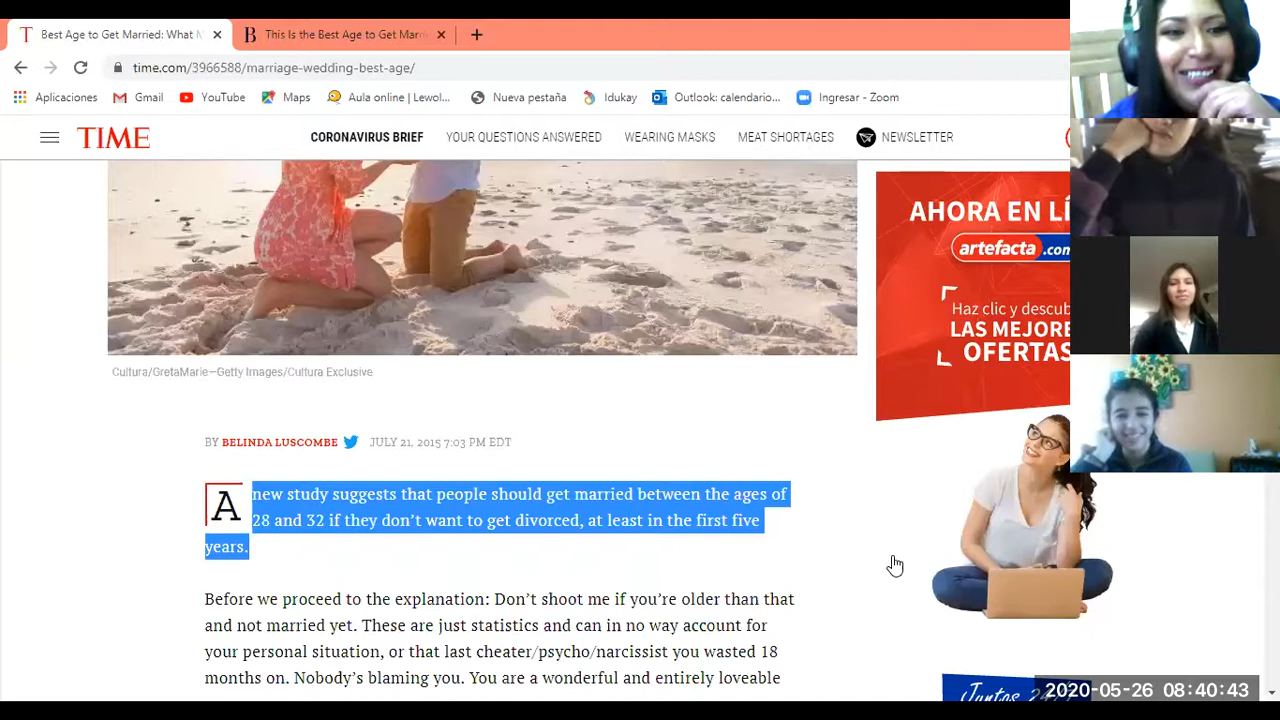 Best Age to Get Married: What
This Is the Best Age to Get Marr
time.com/3966588/marriage-wedding-best-age/
Aplicaciones Gmail YouTube Maps Aula online | Lewol... Nueva pestaña Idukay Outlook: calendario... Ingresar - Zoom
TIME CORONAVIRUS BRIEF YOUR QUESTIONS ANSWERED WEARING MASKS MEAT SHORTAGES NEWSLETTER
AHORA EN LÍ
artefacta.com
Haz clic y descub
LAS MEJORE
OFERTAS
Cultura/GretaMarie—Getty Images/Cultura Exclusive
BY BELINDA LUSCOMBE JULY 21, 2015 7:03 PM EDT
A new study suggests that people should get married between the ages of
28 and 32 if they don't want to get divorced, at least in the first five
years.
Before we proceed to the explanation: Don't shoot me if you're older than that
and not married yet. These are just statistics and can in no way account for
your personal situation, or that last cheater/psycho/narcissist you wasted 18
months on. Nobody's blaming you. You are a wonderful and entirely loveable
Juntos
2020-05-26 08:40:43